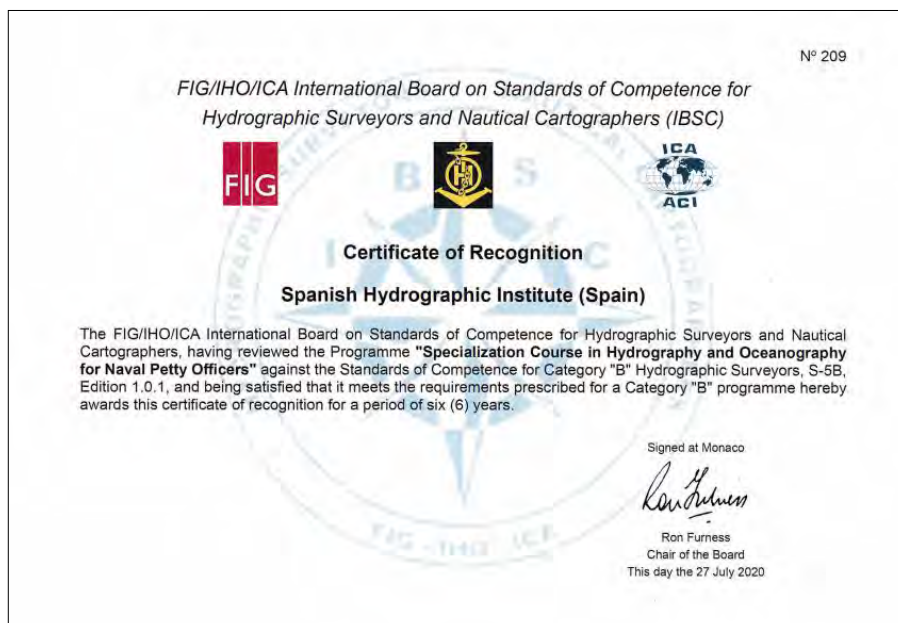 Nº 209
FIG/IHO/ICA International Board on Standards of Competence for
Hydrographic Surveyors and Nautical Cartographers (IBSC)
FIG
ICA
ACI
B S
I C
Certificate of Recognition
Spanish Hydrographic Institute (Spain)
The FIG/IHO/ICA International Board on Standards of Competence for Hydrographic Surveyors and Nautical
Cartographers, having reviewed the Programme "Specialization Course in Hydrography and Oceanography
for Naval Petty Officers" against the Standards of Competence for Category "B" Hydrographic Surveyors, S-5B,
Edition 1.0.1, and being satisfied that it meets the requirements prescribed for a Category "B" programme hereby
awards this certificate of recognition for a period of six (6) years.
Signed at Monaco
Ron Furness
Ron Furness
Chair of the Board
This day the 27 July 2020
FIG - IHO - ICA